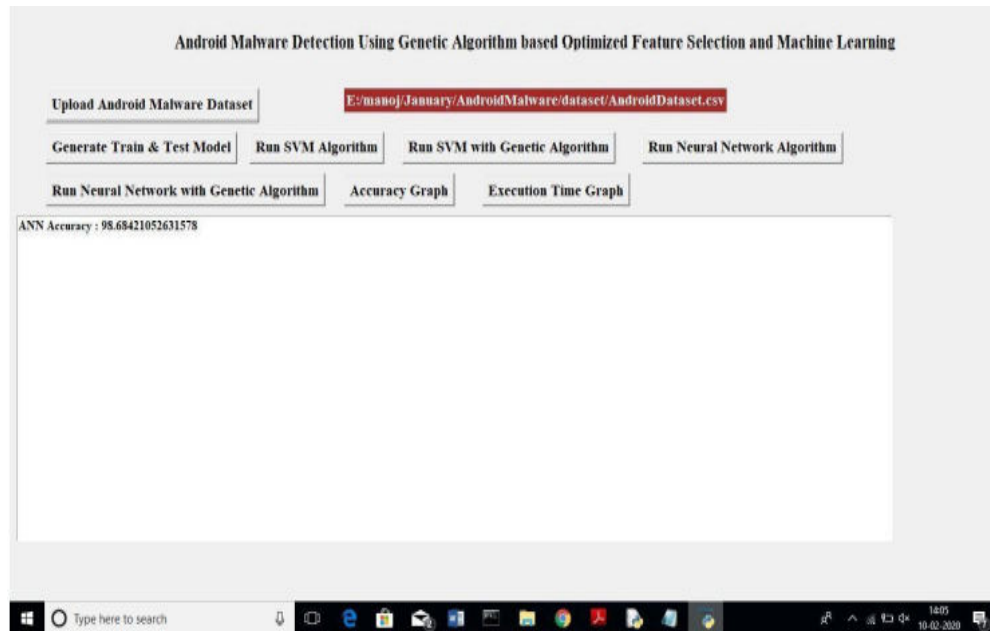 Android Malware Detection Using Genetic Algorithm based Optimized Feature Selection and Machine Learning
Upload Android Malware Dataset
E:/manoj/January/AndroidMalware/dataset/AndroidDataset.csv
Generate Train & Test Model
Run SVM Algorithm
Run SVM with Genetic Algorithm
Run Neural Network Algorithm
Run Neural Network with Genetic Algorithm
Accuracy Graph
Execution Time Graph
ANN Accuracy : 98.68421052631578
Type here to search
14:05
10-02-2020